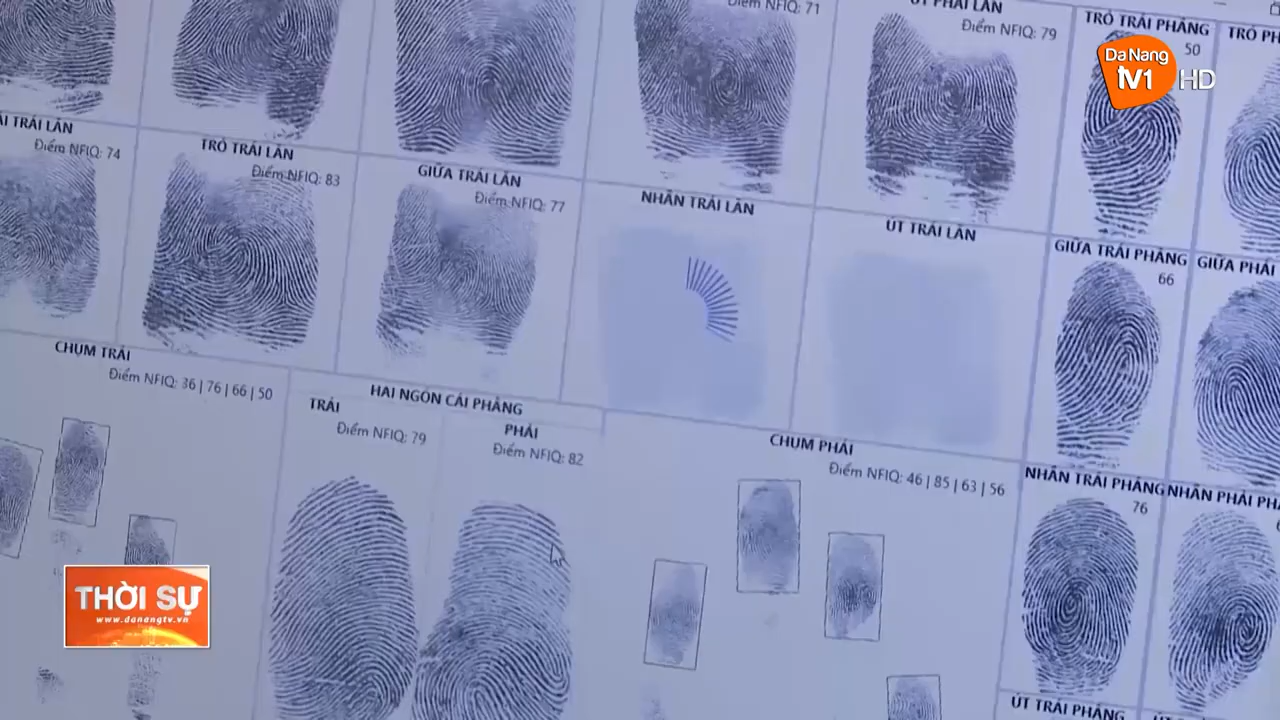 Điểm NFIQ: 71
ÚT PHẢI LĂN
Điểm NFIQ: 79
TRỎ TRÁI PHẲNG
50
TRỎ
Da Nang
TV1 HD
TRÁI LĂN
Điểm NFIQ: 74
TRỎ TRÁI LĂN
Điểm NFIQ: 83
GIỮA TRÁI LĂN
Điểm NFIQ: 77
NHẪN TRÁI LĂN
ÚT TRÁI LĂN
GIỮA TRÁI PHẲNG
66
GIỮA PHẢI
CHỤM TRÁI
Điểm NFIQ: 36 | 76 | 66 | 50
HAI NGÓN CÁI PHẲNG
TRÁI
Điểm NFIQ: 79
PHẢI
Điểm NFIQ: 82
CHỤM PHẢI
Điểm NFIQ: 46 | 85 | 63 | 56
NHẪN TRÁI PHẲNG
76
NHẪN PHẢI
THỜI SỰ
www.danangtv.vn
ÚT TRÁI PHẲNG